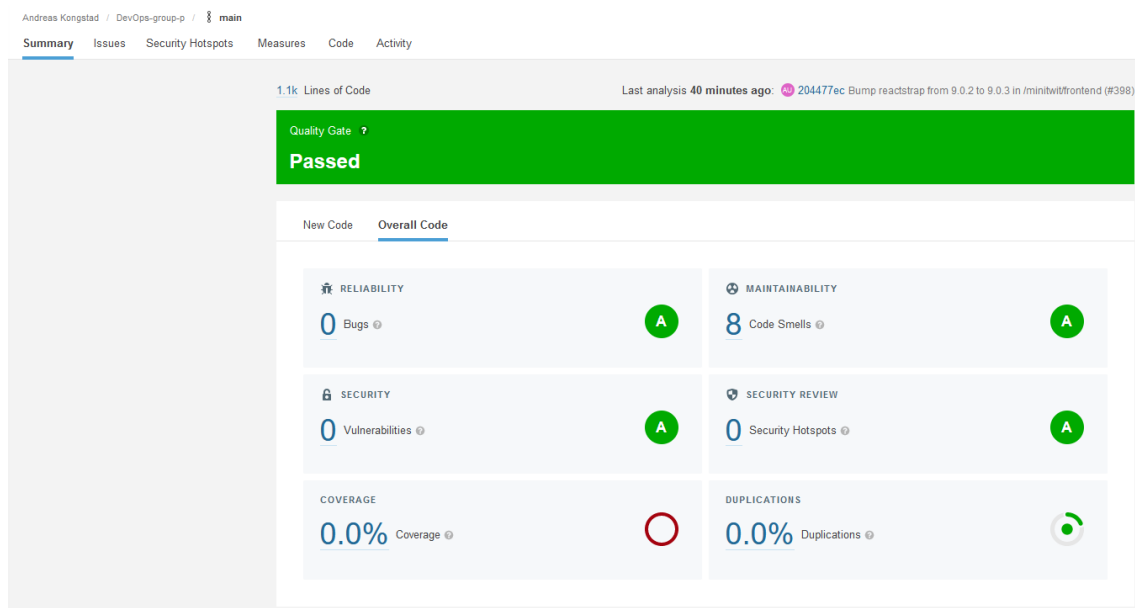 Andreas Kongstad / DevOps-group-p / main
Summary Issues Security Hotspots Measures Code Activity
1.1k Lines of Code
Last analysis 40 minutes ago: AU 204477ec Bump reactstrap from 9.0.2 to 9.0.3 in /minitwit/frontend (#398)
Quality Gate ?
Passed
New Code Overall Code
RELIABILITY
0 Bugs ? A
MAINTAINABILITY
8 Code Smells ? A
SECURITY
0 Vulnerabilities ? A
SECURITY REVIEW
0 Security Hotspots ? A
COVERAGE
0.0% Coverage ?
DUPLICATIONS
0.0% Duplications ?